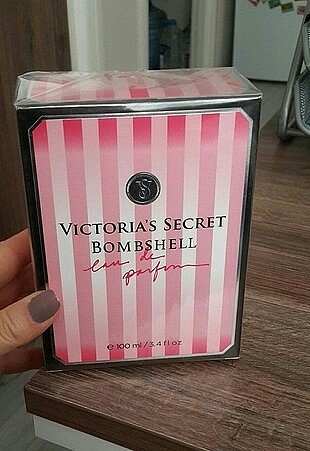 VS
VICTORIA'S SECRET
BOMBSHELL
eau de
parfum
e 100 ml / 3.4 fl oz